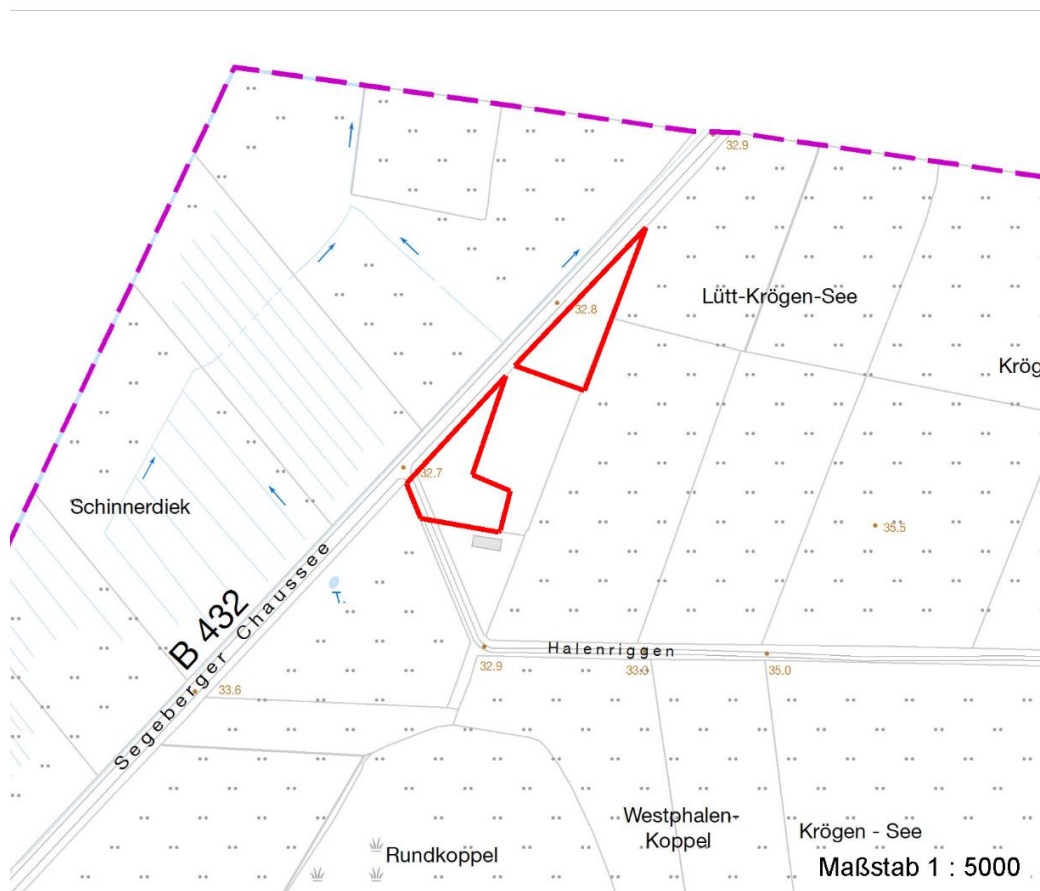 32.9
Lütt-Krögen-See
32.8
Krög
32.7
Schinnerdiek
35.5
T.
B 432
Segeberger Chaussee
Halenriggen
32.9
33.0
35.0
33.6
Westphalen-
Koppel
Krögen - See
Rundkoppel
Maßstab 1 : 5000